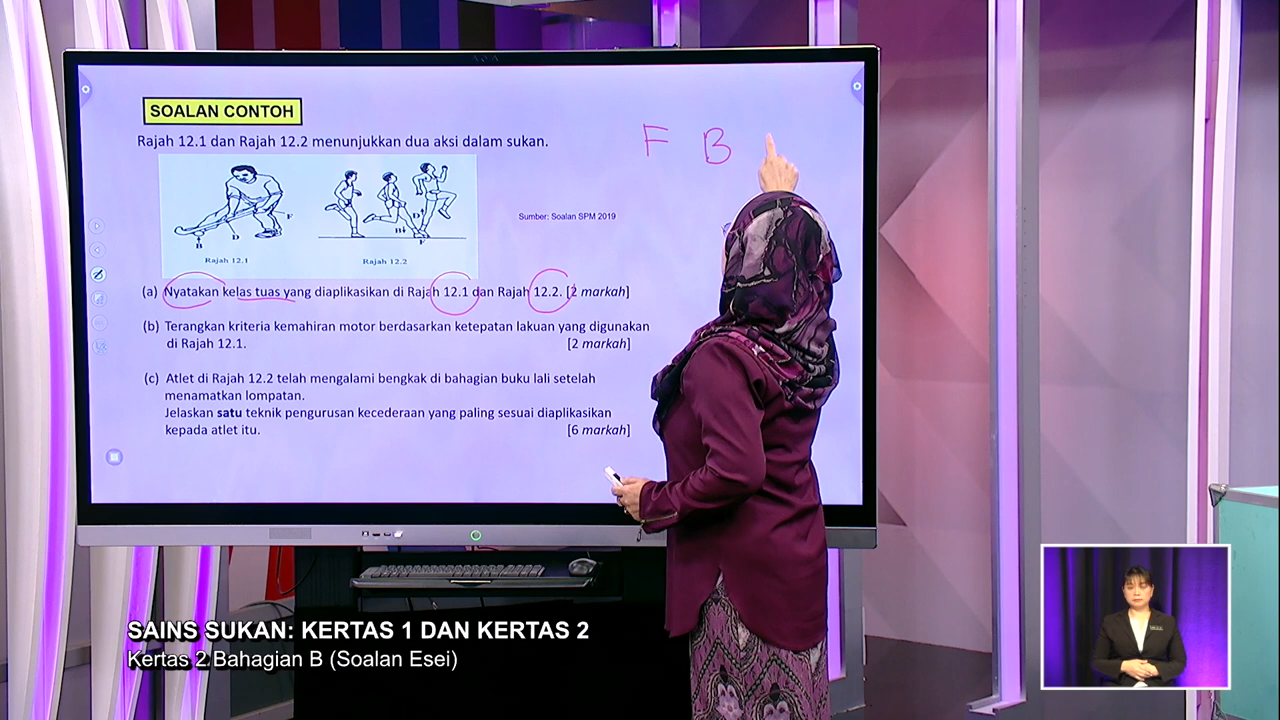 SOALAN CONTOH
Rajah 12.1 dan Rajah 12.2 menunjukkan dua aksi dalam sukan.
F B
F
B
D
D
B
F
Rajah 12.1
Rajah 12.2
Sumber: Soalan SPM 2019
(a) Nyatakan kelas tuas yang diaplikasikan di Rajah 12.1 dan Rajah 12.2. [2 markah]
(b) Terangkan kriteria kemahiran motor berdasarkan ketepatan lakuan yang digunakan
di Rajah 12.1. [2 markah]
(c) Atlet di Rajah 12.2 telah mengalami bengkak di bahagian buku lali setelah
menamatkan lompatan.
Jelaskan satu teknik pengurusan kecederaan yang paling sesuai diaplikasikan
kepada atlet itu. [6 markah]
SAINS SUKAN: KERTAS 1 DAN KERTAS 2
Kertas 2 Bahagian B (Soalan Esei)